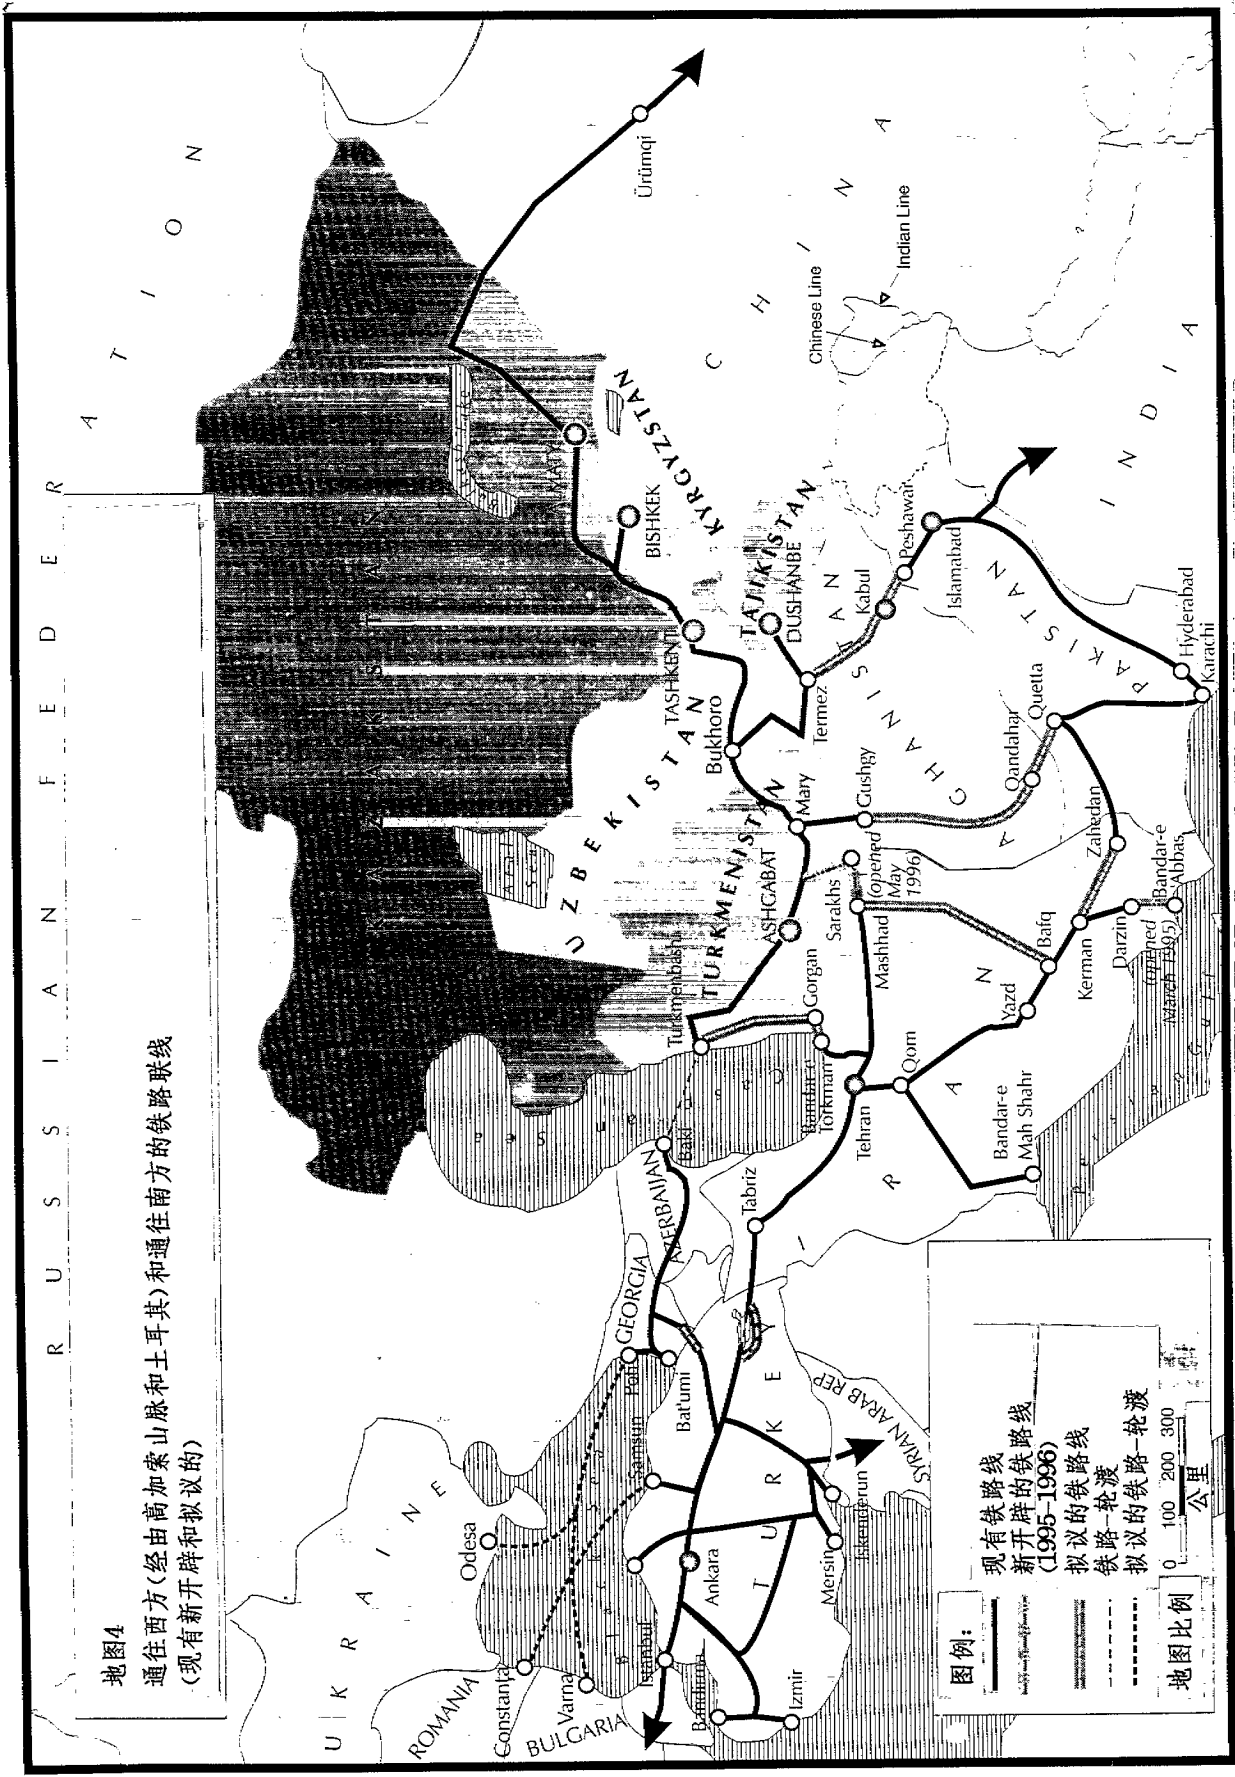 地图4
通往西方(经由高加索山脉和土耳其)和通往南方的铁路联线
(现有新开辟和拟议的)
RUSSIAN FEDERATION
UKRAINE
ROMANIA
BULGARIA
Odesa
Constanta
Varna
Istanbul
Bandirma
Izmir
Ankara
Samsun
Poti
Bat'umi
GEORGIA
AZERBAIJAN
Baki
TURKEY
Mersin
Iskenderun
SYRIAN ARAB REP
Tabriz
Tehran
Qom
Bandar-e
Mah Shahr
Bandar-e
Torkman
Gorgan
IRAN
Yazd
Bafq
Kerman
Darzin
(opened
March 1995)
Bandar-e
Abbas
Zahedan
Mashhad
Sarakhs
(opened
May
1996)
Turkmenbashi
TURKMENISTAN
ASHGABAT
Mary
Gushgy
UZBEKISTAN
Bukhoro
TASHKENT
Termez
Aral
Sea
KAZAKSTAN
ALMATY
BISHKEK
KYRGYZSTAN
TAJIKISTAN
DUSHANBE
AFGHANISTAN
Kabul
Qandahar
Quetta
Peshawar
Islamabad
PAKISTAN
Hyderabad
Karachi
INDIA
CHINA
Ürümqi
Chinese Line
Indian Line
图例:
现有铁路线
新开辟的铁路线
(1995-1996)
拟议的铁路线
铁路-轮渡
拟议的铁路-轮渡
地图比例
0 100 200 300
公里